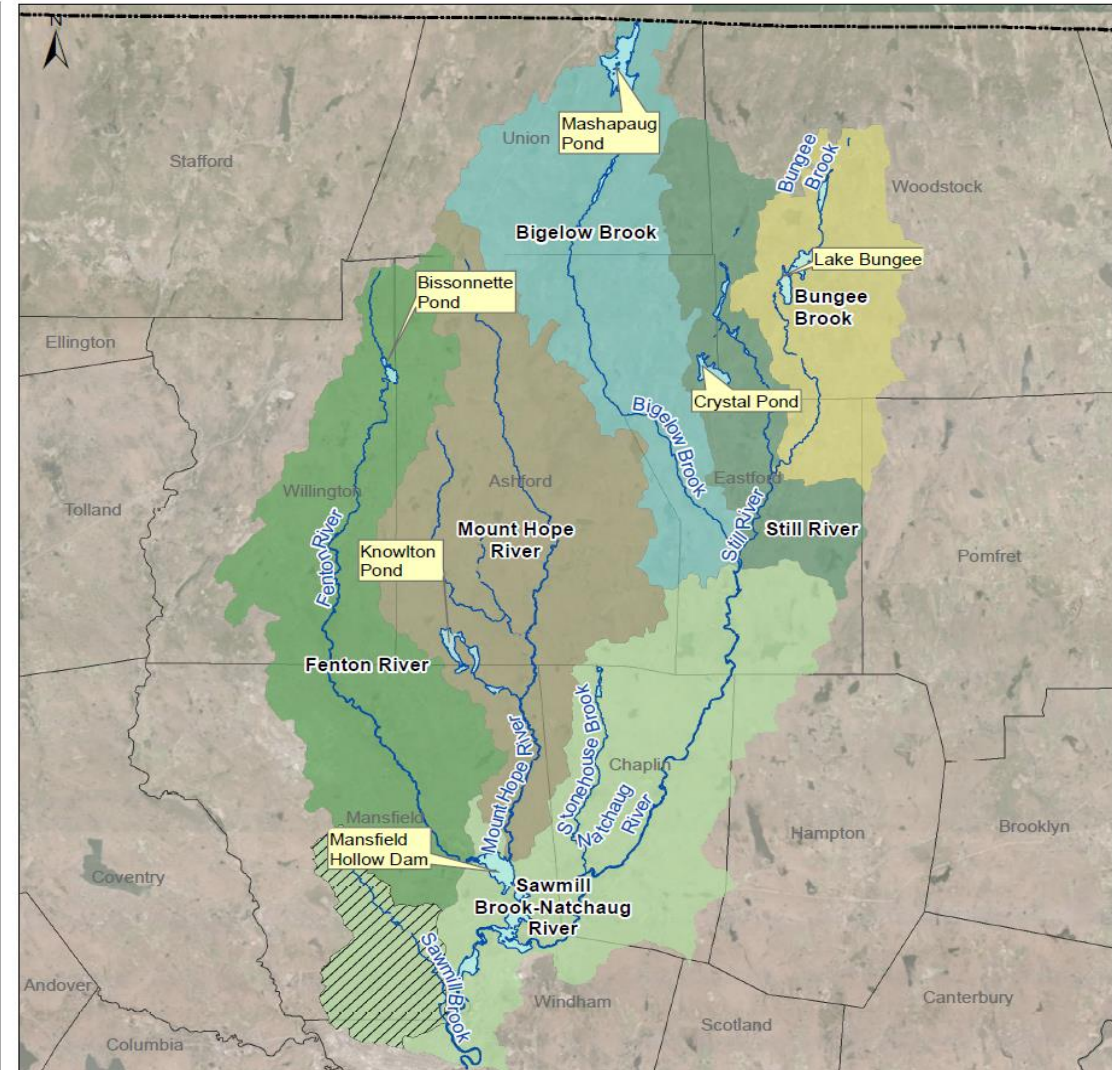 N
Mashapaug
Pond
Union
Stafford
Bungee
Brook
Woodstock
Bigelow Brook
Lake Bungee
Bissonnette
Pond
Bungee
Brook
Ellington
Crystal Pond
Bigelow Brook
Willington
Ashford
Eastford
Tolland
Fenton River
Mount Hope
River
Still River
Still River
Knowlton
Pond
Pomfret
Fenton River
Stonehouse Brook
Mount Hope River
Chaplin
Natchaug
River
Mansfield
Mansfield
Hollow Dam
Hampton
Brooklyn
Coventry
Sawmill
Brook-Natchaug
River
Sawmill Brook
Andover
Windham
Canterbury
Scotland
Columbia